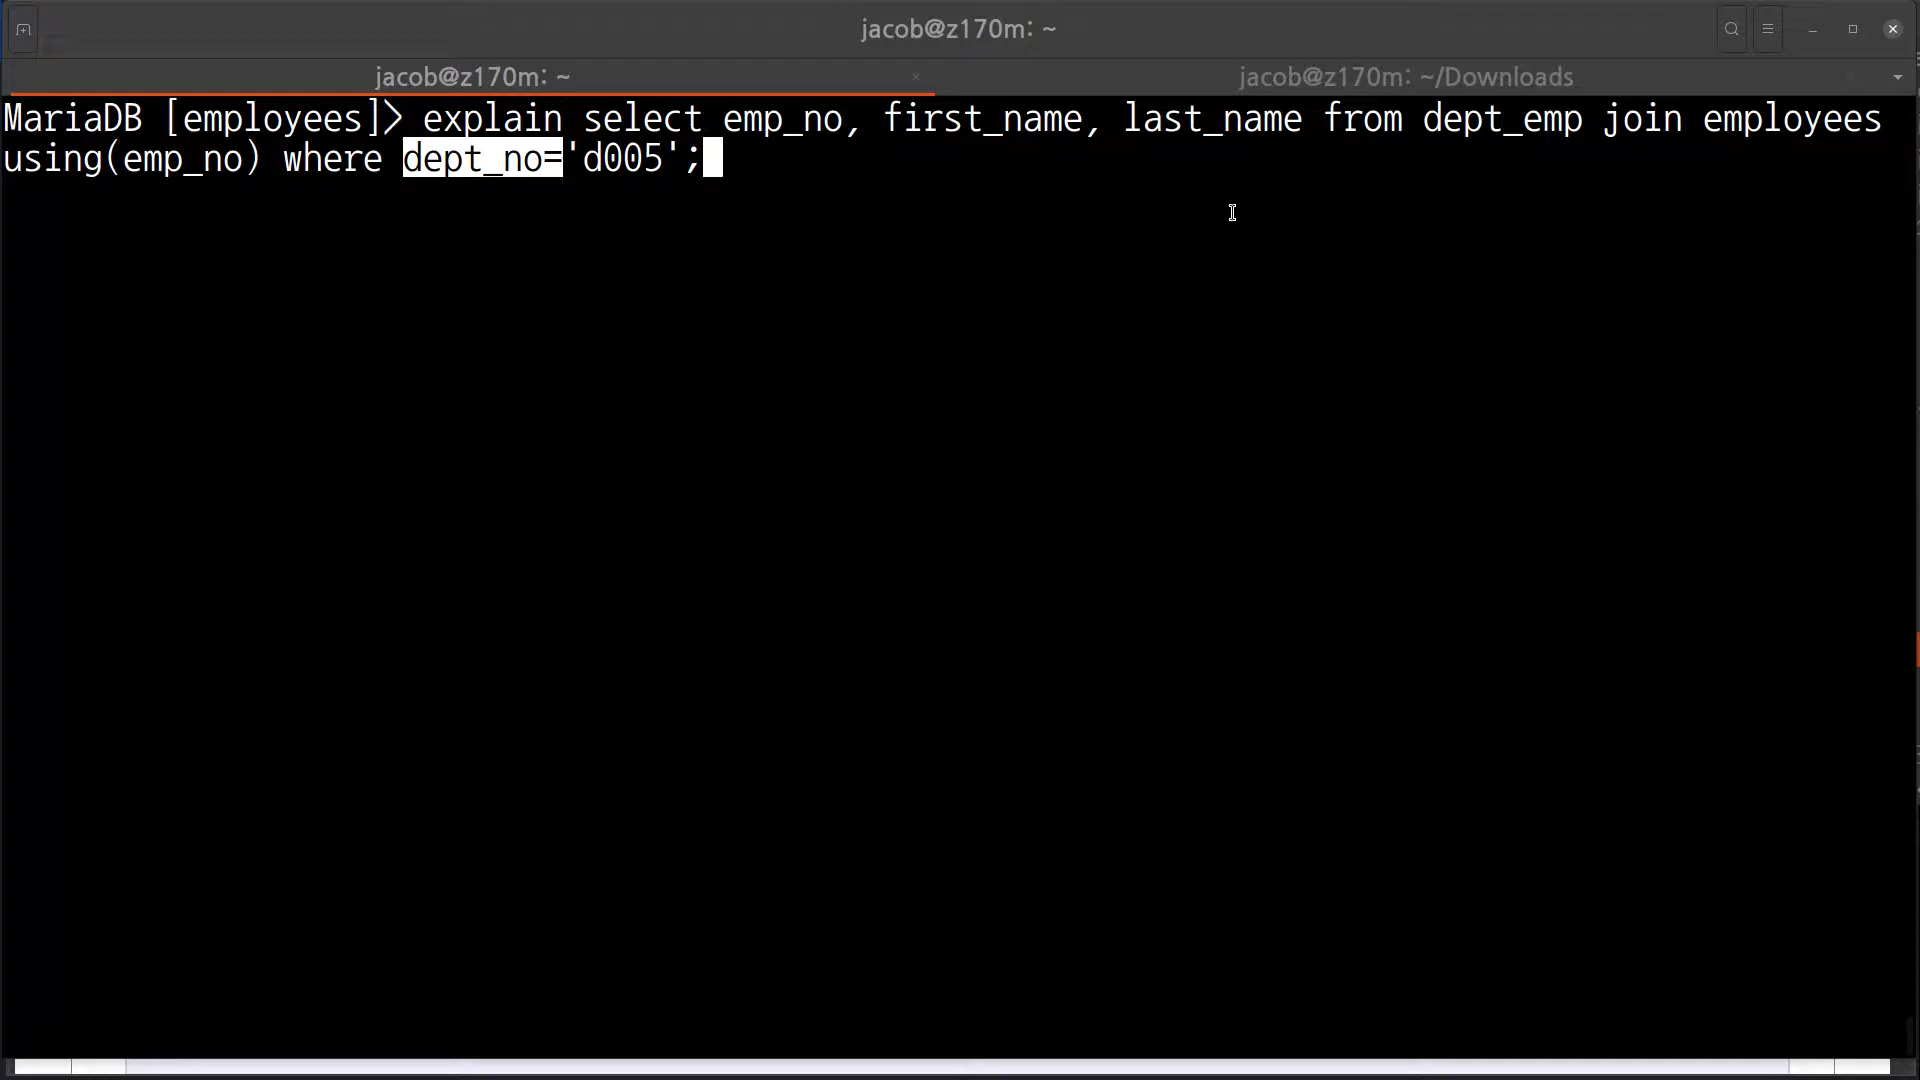 jacob@z170m: ~
jacob@z170m: ~
jacob@z170m: ~/Downloads
MariaDB [employees]> explain select emp_no, first_name, last_name from dept_emp join employees
using(emp_no) where dept_no='d005';